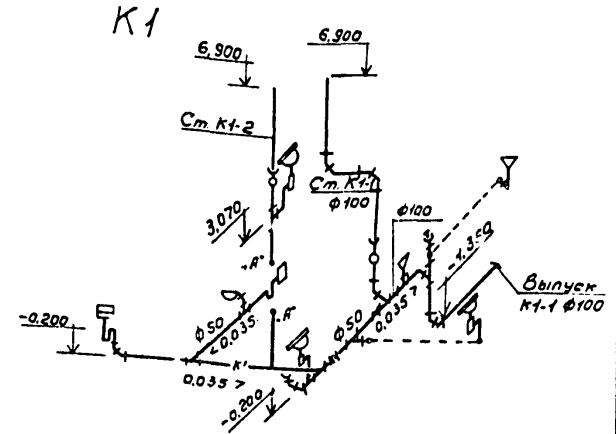 К1
6,900
6,900
Ст. К1-2
Ст. К1-
ф100
ф100
3,070
-1,350
"А"
Выпуск
К1-1 ф100
-0.200
ф50
<0,035
"А"
ф50
0,035>
К1
0,035>
-0.200